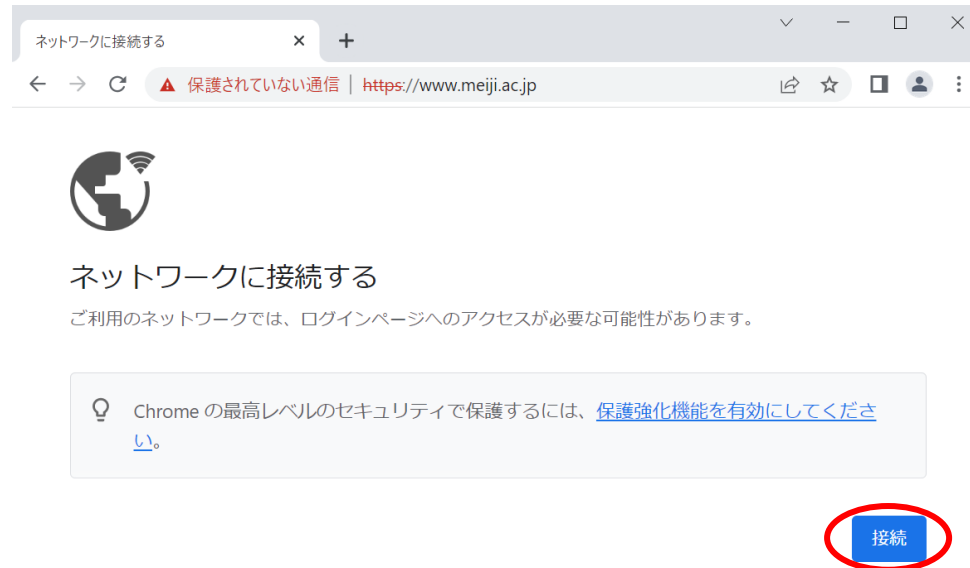 ネットワークに接続する
保護されていない通信 | https://www.meiji.ac.jp
ネットワークに接続する
ご利用のネットワークでは、ログインページへのアクセスが必要な可能性があります。
Chrome の最高レベルのセキュリティで保護するには、保護強化機能を有効にしてくださ
い。
接続